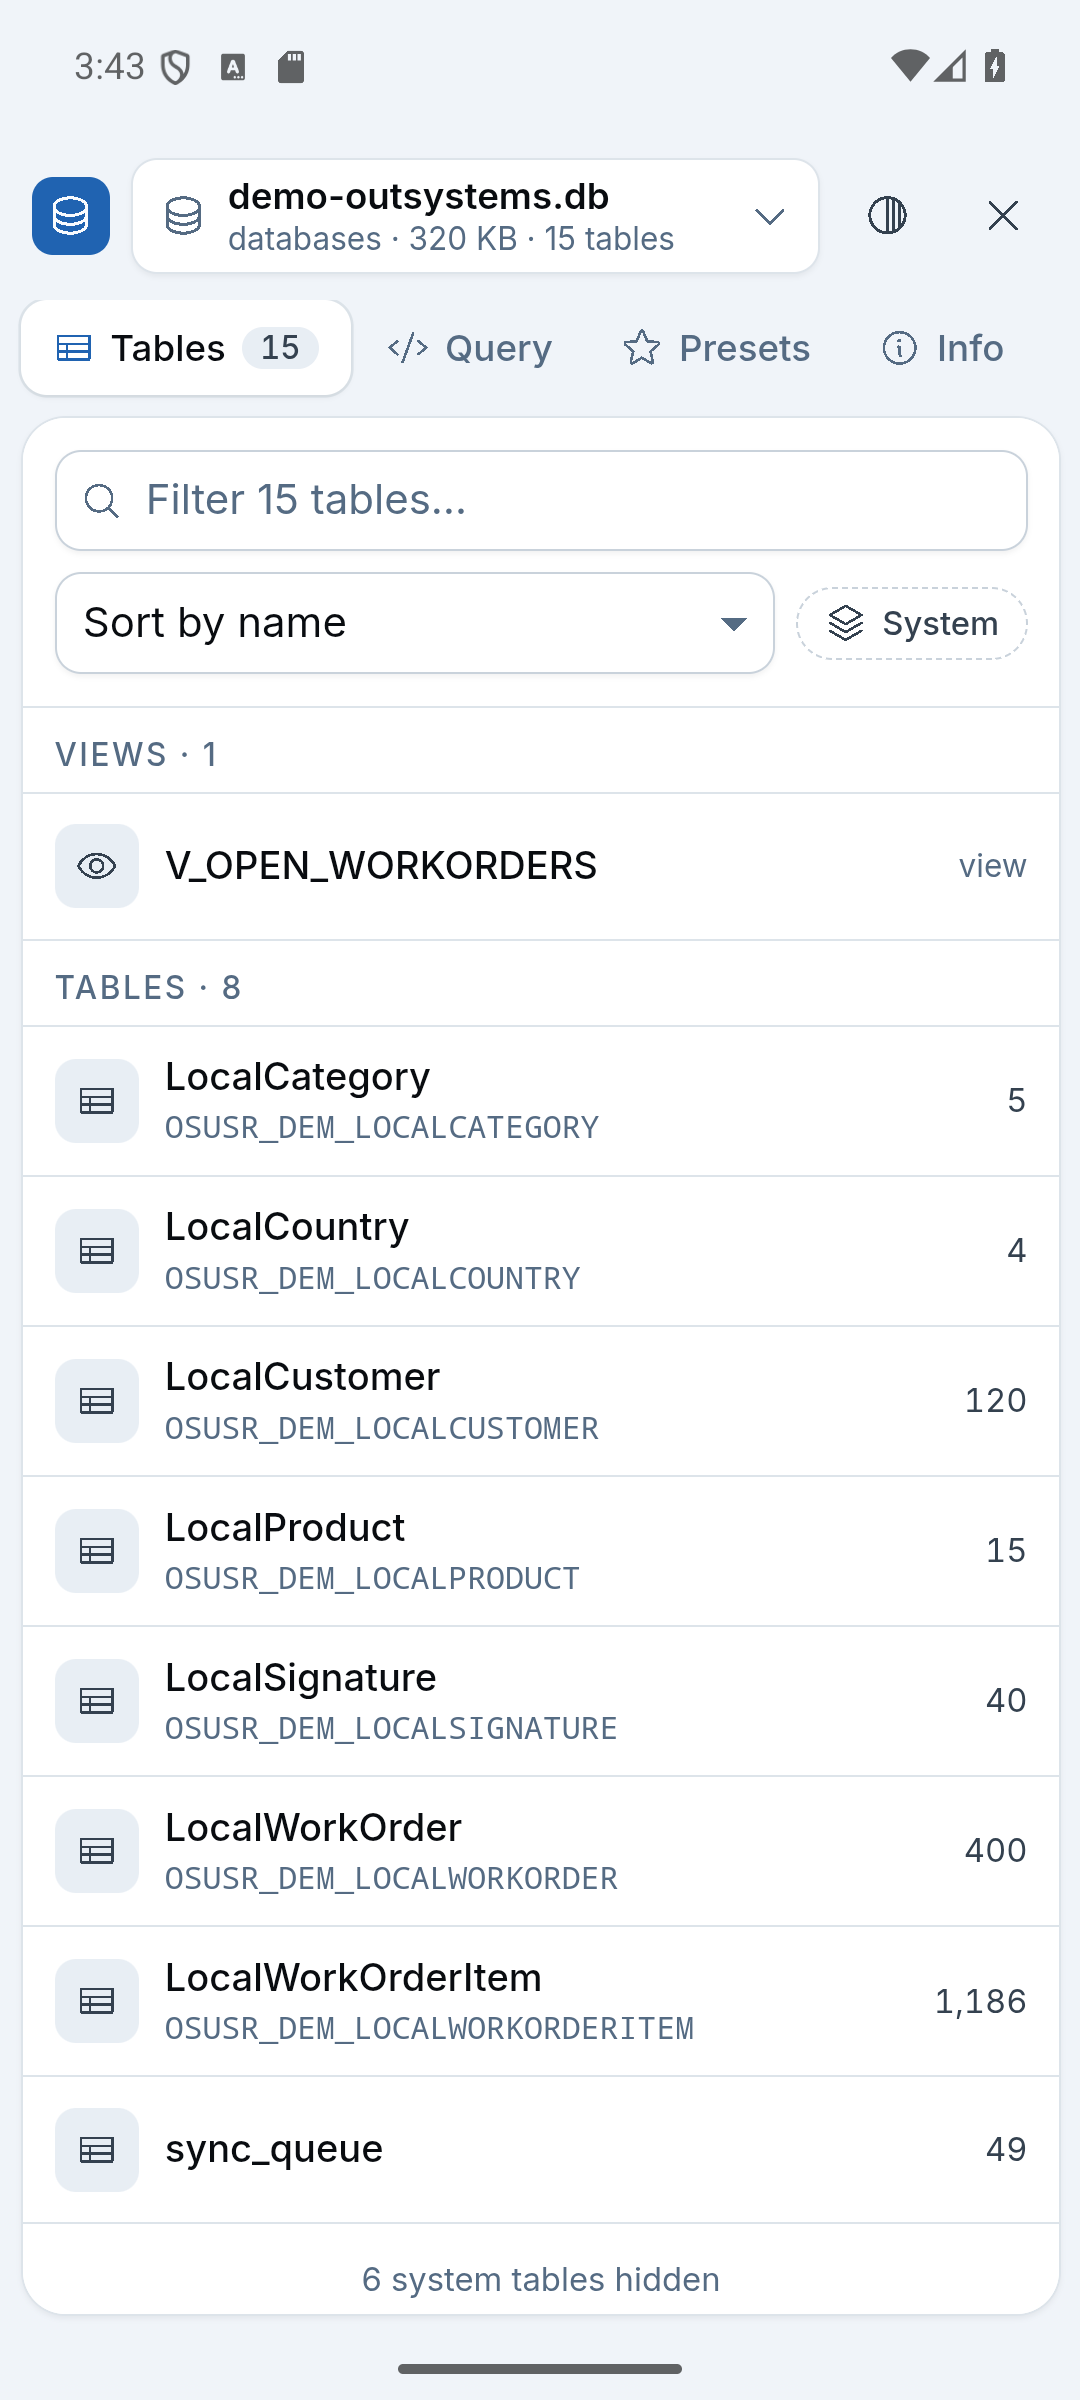 3:43
demo-outsystems.db
databases · 320 KB · 15 tables
Tables 15
Query
Presets
Info
Filter 15 tables...
Sort by name
System
VIEWS · 1
V_OPEN_WORKORDERS view
TABLES · 8
LocalCategory
OSUSR_DEM_LOCALCATEGORY
5
LocalCountry
OSUSR_DEM_LOCALCOUNTRY
4
LocalCustomer
OSUSR_DEM_LOCALCUSTOMER
120
LocalProduct
OSUSR_DEM_LOCALPRODUCT
15
LocalSignature
OSUSR_DEM_LOCALSIGNATURE
40
LocalWorkOrder
OSUSR_DEM_LOCALWORKORDER
400
LocalWorkOrderItem
OSUSR_DEM_LOCALWORKORDERITEM
1,186
sync_queue 49
6 system tables hidden